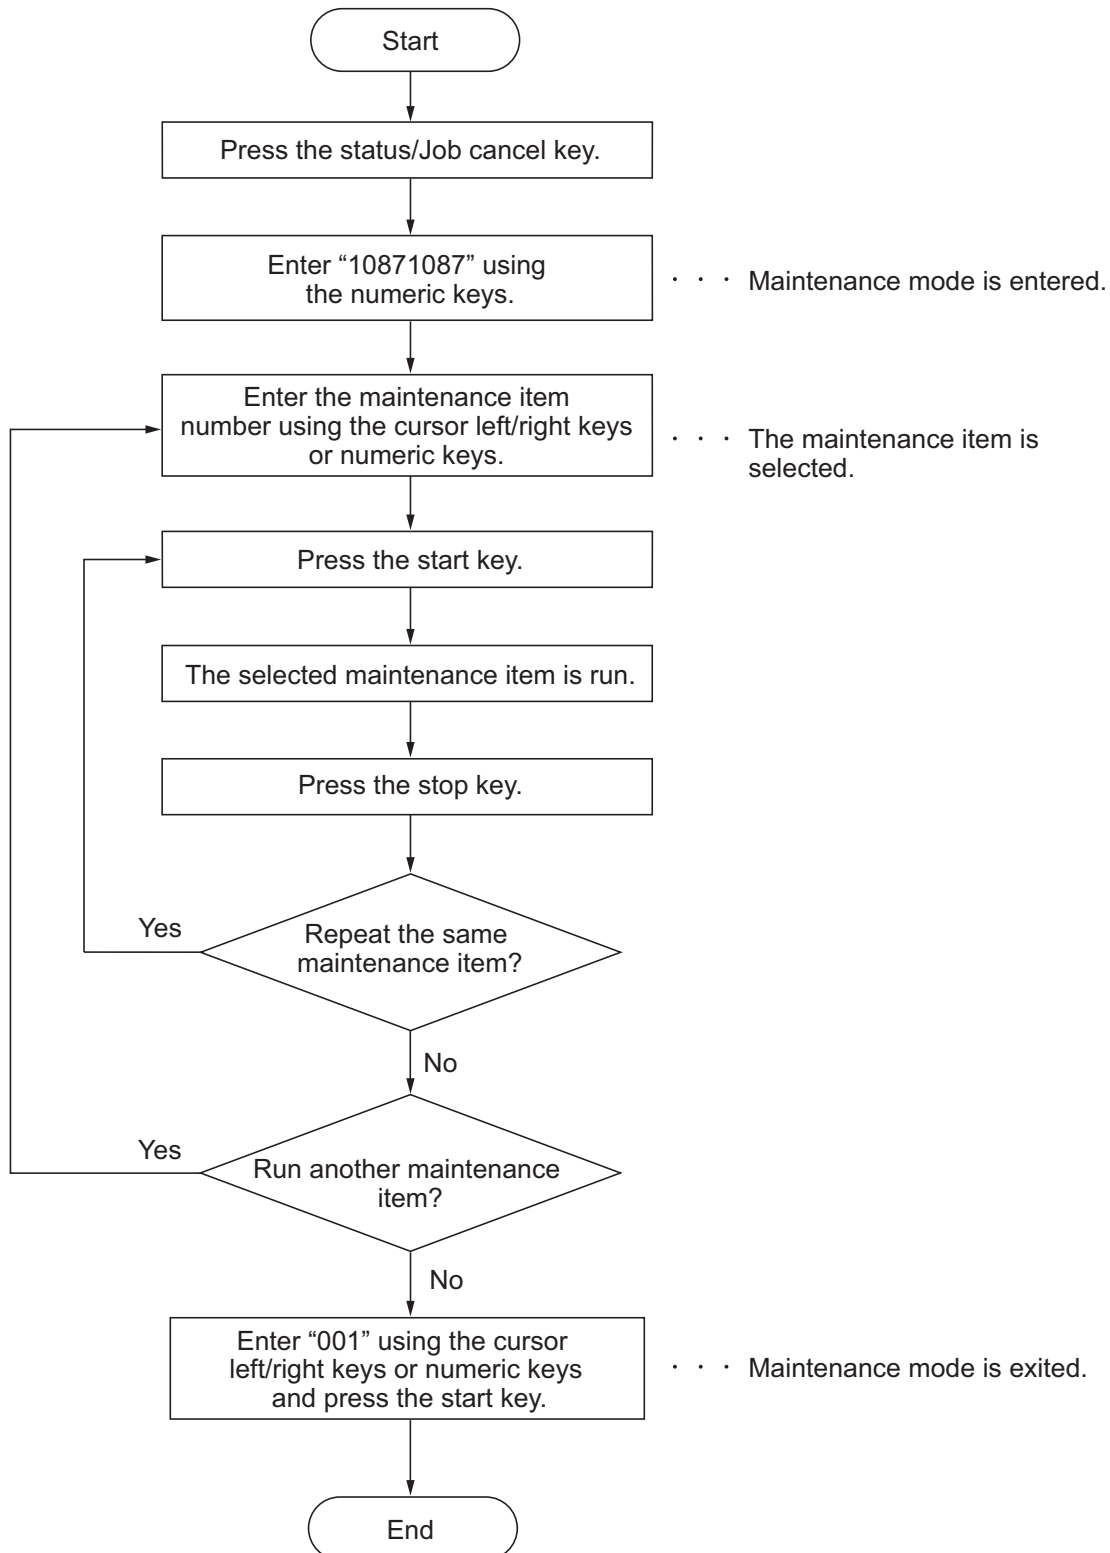 Start
Press the status/Job cancel key.
Enter “10871087” using
the numeric keys.
· · · Maintenance mode is entered.
Enter the maintenance item
number using the cursor left/right keys
or numeric keys.
· · · The maintenance item is
selected.
Press the start key.
The selected maintenance item is run.
Press the stop key.
Yes
Repeat the same
maintenance item?
No
Yes
Run another maintenance
item?
No
Enter “001” using the cursor
left/right keys or numeric keys
and press the start key.
· · · Maintenance mode is exited.
End